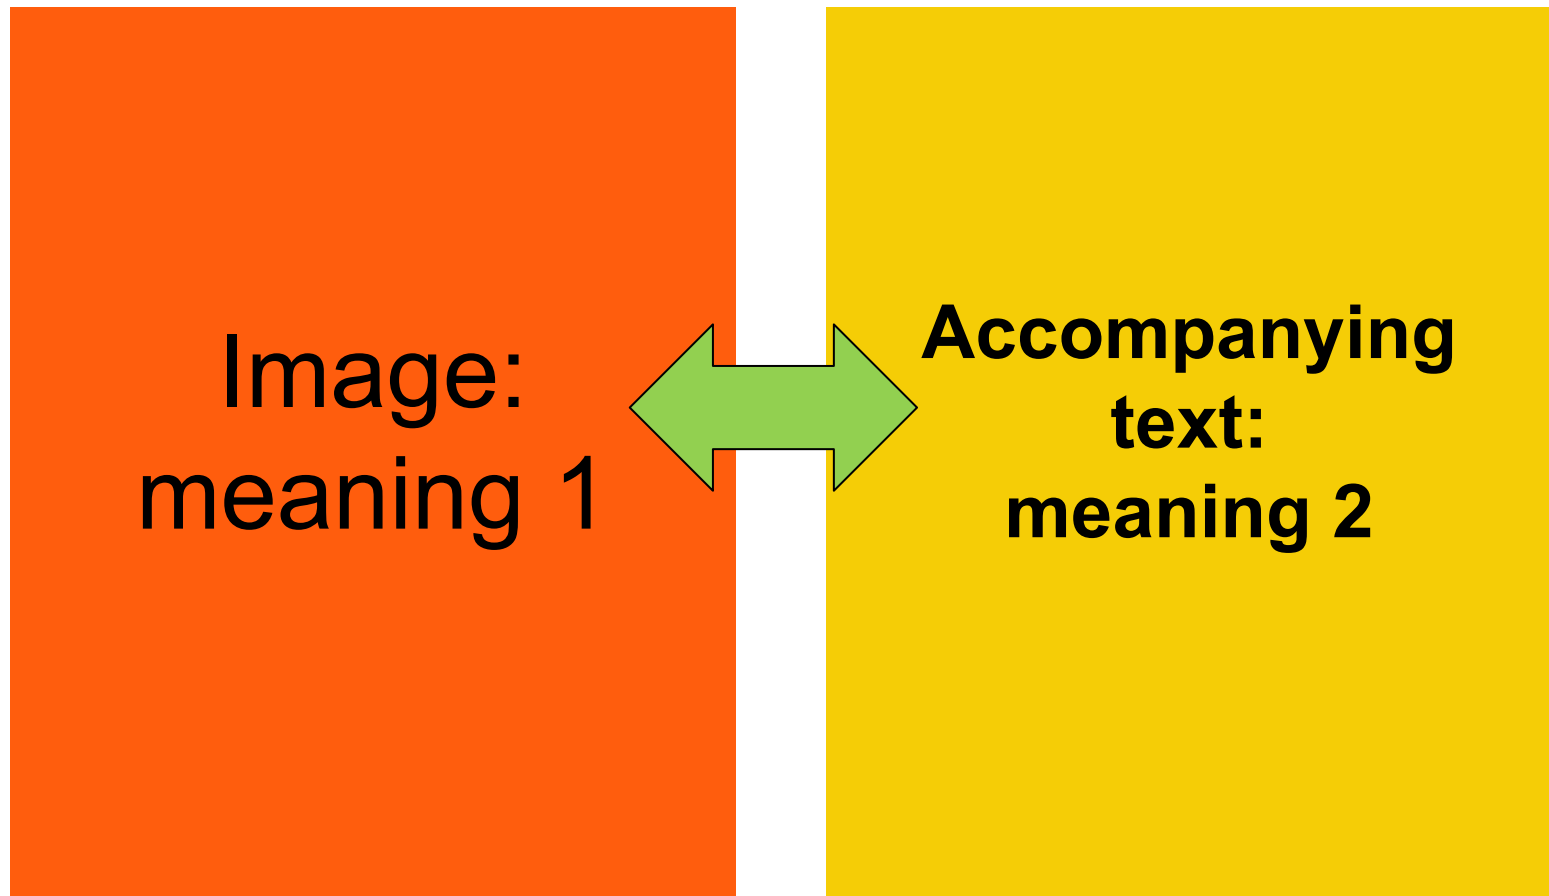 Image:
meaning 1
Accompanying
text:
meaning 2